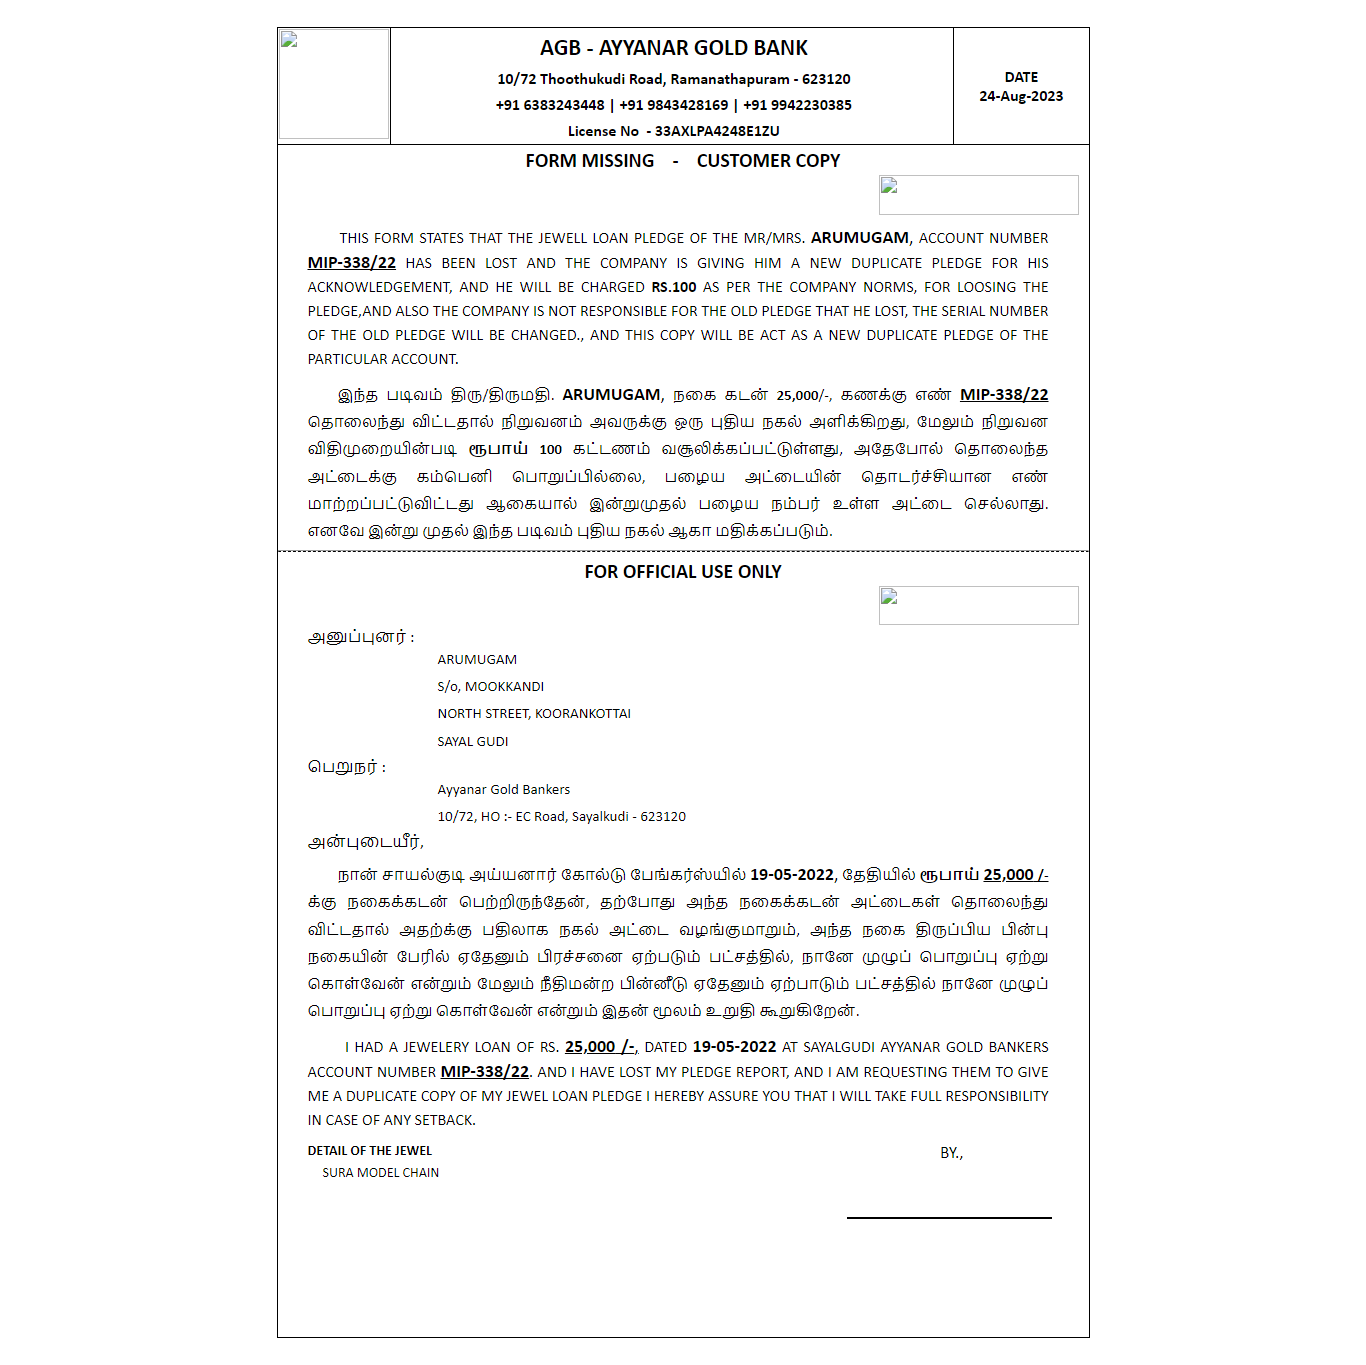 AGB - AYYANAR GOLD BANK
10/72 Thoothukudi Road, Ramanathapuram - 623120
+91 6383243448 | +91 9843428169 | +91 9942230385
License No - 33AXLPA4248E1ZU
DATE
24-Aug-2023
FORM MISSING - CUSTOMER COPY
THIS FORM STATES THAT THE JEWELL LOAN PLEDGE OF THE MR/MRS. ARUMUGAM, ACCOUNT NUMBER
MIP-338/22 HAS BEEN LOST AND THE COMPANY IS GIVING HIM A NEW DUPLICATE PLEDGE FOR HIS
ACKNOWLEDGEMENT, AND HE WILL BE CHARGED RS.100 AS PER THE COMPANY NORMS, FOR LOOSING THE
PLEDGE,AND ALSO THE COMPANY IS NOT RESPONSIBLE FOR THE OLD PLEDGE THAT HE LOST, THE SERIAL NUMBER
OF THE OLD PLEDGE WILL BE CHANGED., AND THIS COPY WILL BE ACT AS A NEW DUPLICATE PLEDGE OF THE
PARTICULAR ACCOUNT.
இந்த படிவம் திரு/திருமதி. ARUMUGAM, நகை கடன் 25,000/-, கணக்கு எண் MIP-338/22
தொலைந்து விட்டதால் நிறுவனம் அவருக்கு ஒரு புதிய நகல் அளிக்கிறது, மேலும் நிறுவன
விதிமுறையின்படி ரூபாய் 100 கட்டணம் வசூலிக்கப்பட்டுள்ளது, அதேபோல் தொலைந்த
அட்டைக்கு கம்பெனி பொறுப்பில்லை, பழைய அட்டையின் தொடர்ச்சியான எண்
மாற்றப்பட்டுவிட்டது ஆகையால் இன்றுமுதல் பழைய நம்பர் உள்ள அட்டை செல்லாது.
எனவே இன்று முதல் இந்த படிவம் புதிய நகல் ஆகா மதிக்கப்படும்.
FOR OFFICIAL USE ONLY
அனுப்புனர் :
ARUMUGAM
S/o, MOOKKANDI
NORTH STREET, KOORANKOTTAI
SAYAL GUDI
பெறுநர் :
Ayyanar Gold Bankers
10/72, HO :- EC Road, Sayalkudi - 623120
அன்புடையீர்,
நான் சாயல்குடி அய்யனார் கோல்டு பேங்கர்ஸ்யில் 19-05-2022, தேதியில் ரூபாய் 25,000 /-
க்கு நகைக்கடன் பெற்றிருந்தேன், தற்போது அந்த நகைக்கடன் அட்டைகள் தொலைந்து
விட்டதால் அதற்க்கு பதிலாக நகல் அட்டை வழங்குமாறும், அந்த நகை திருப்பிய பின்பு
நகையின் பேரில் ஏதேனும் பிரச்சனை ஏற்படும் பட்சத்தில், நானே முழுப் பொறுப்பு ஏற்று
கொள்வேன் என்றும் மேலும் நீதிமன்ற பின்னீடு ஏதேனும் ஏற்பாடும் பட்சத்தில் நானே முழுப்
பொறுப்பு ஏற்று கொள்வேன் என்றும் இதன் மூலம் உறுதி கூறுகிறேன்.
I HAD A JEWELERY LOAN OF RS. 25,000 /-, DATED 19-05-2022 AT SAYALGUDI AYYANAR GOLD BANKERS
ACCOUNT NUMBER MIP-338/22. AND I HAVE LOST MY PLEDGE REPORT, AND I AM REQUESTING THEM TO GIVE
ME A DUPLICATE COPY OF MY JEWEL LOAN PLEDGE I HEREBY ASSURE YOU THAT I WILL TAKE FULL RESPONSIBILITY
IN CASE OF ANY SETBACK.
DETAIL OF THE JEWEL
BY.,
SURA MODEL CHAIN